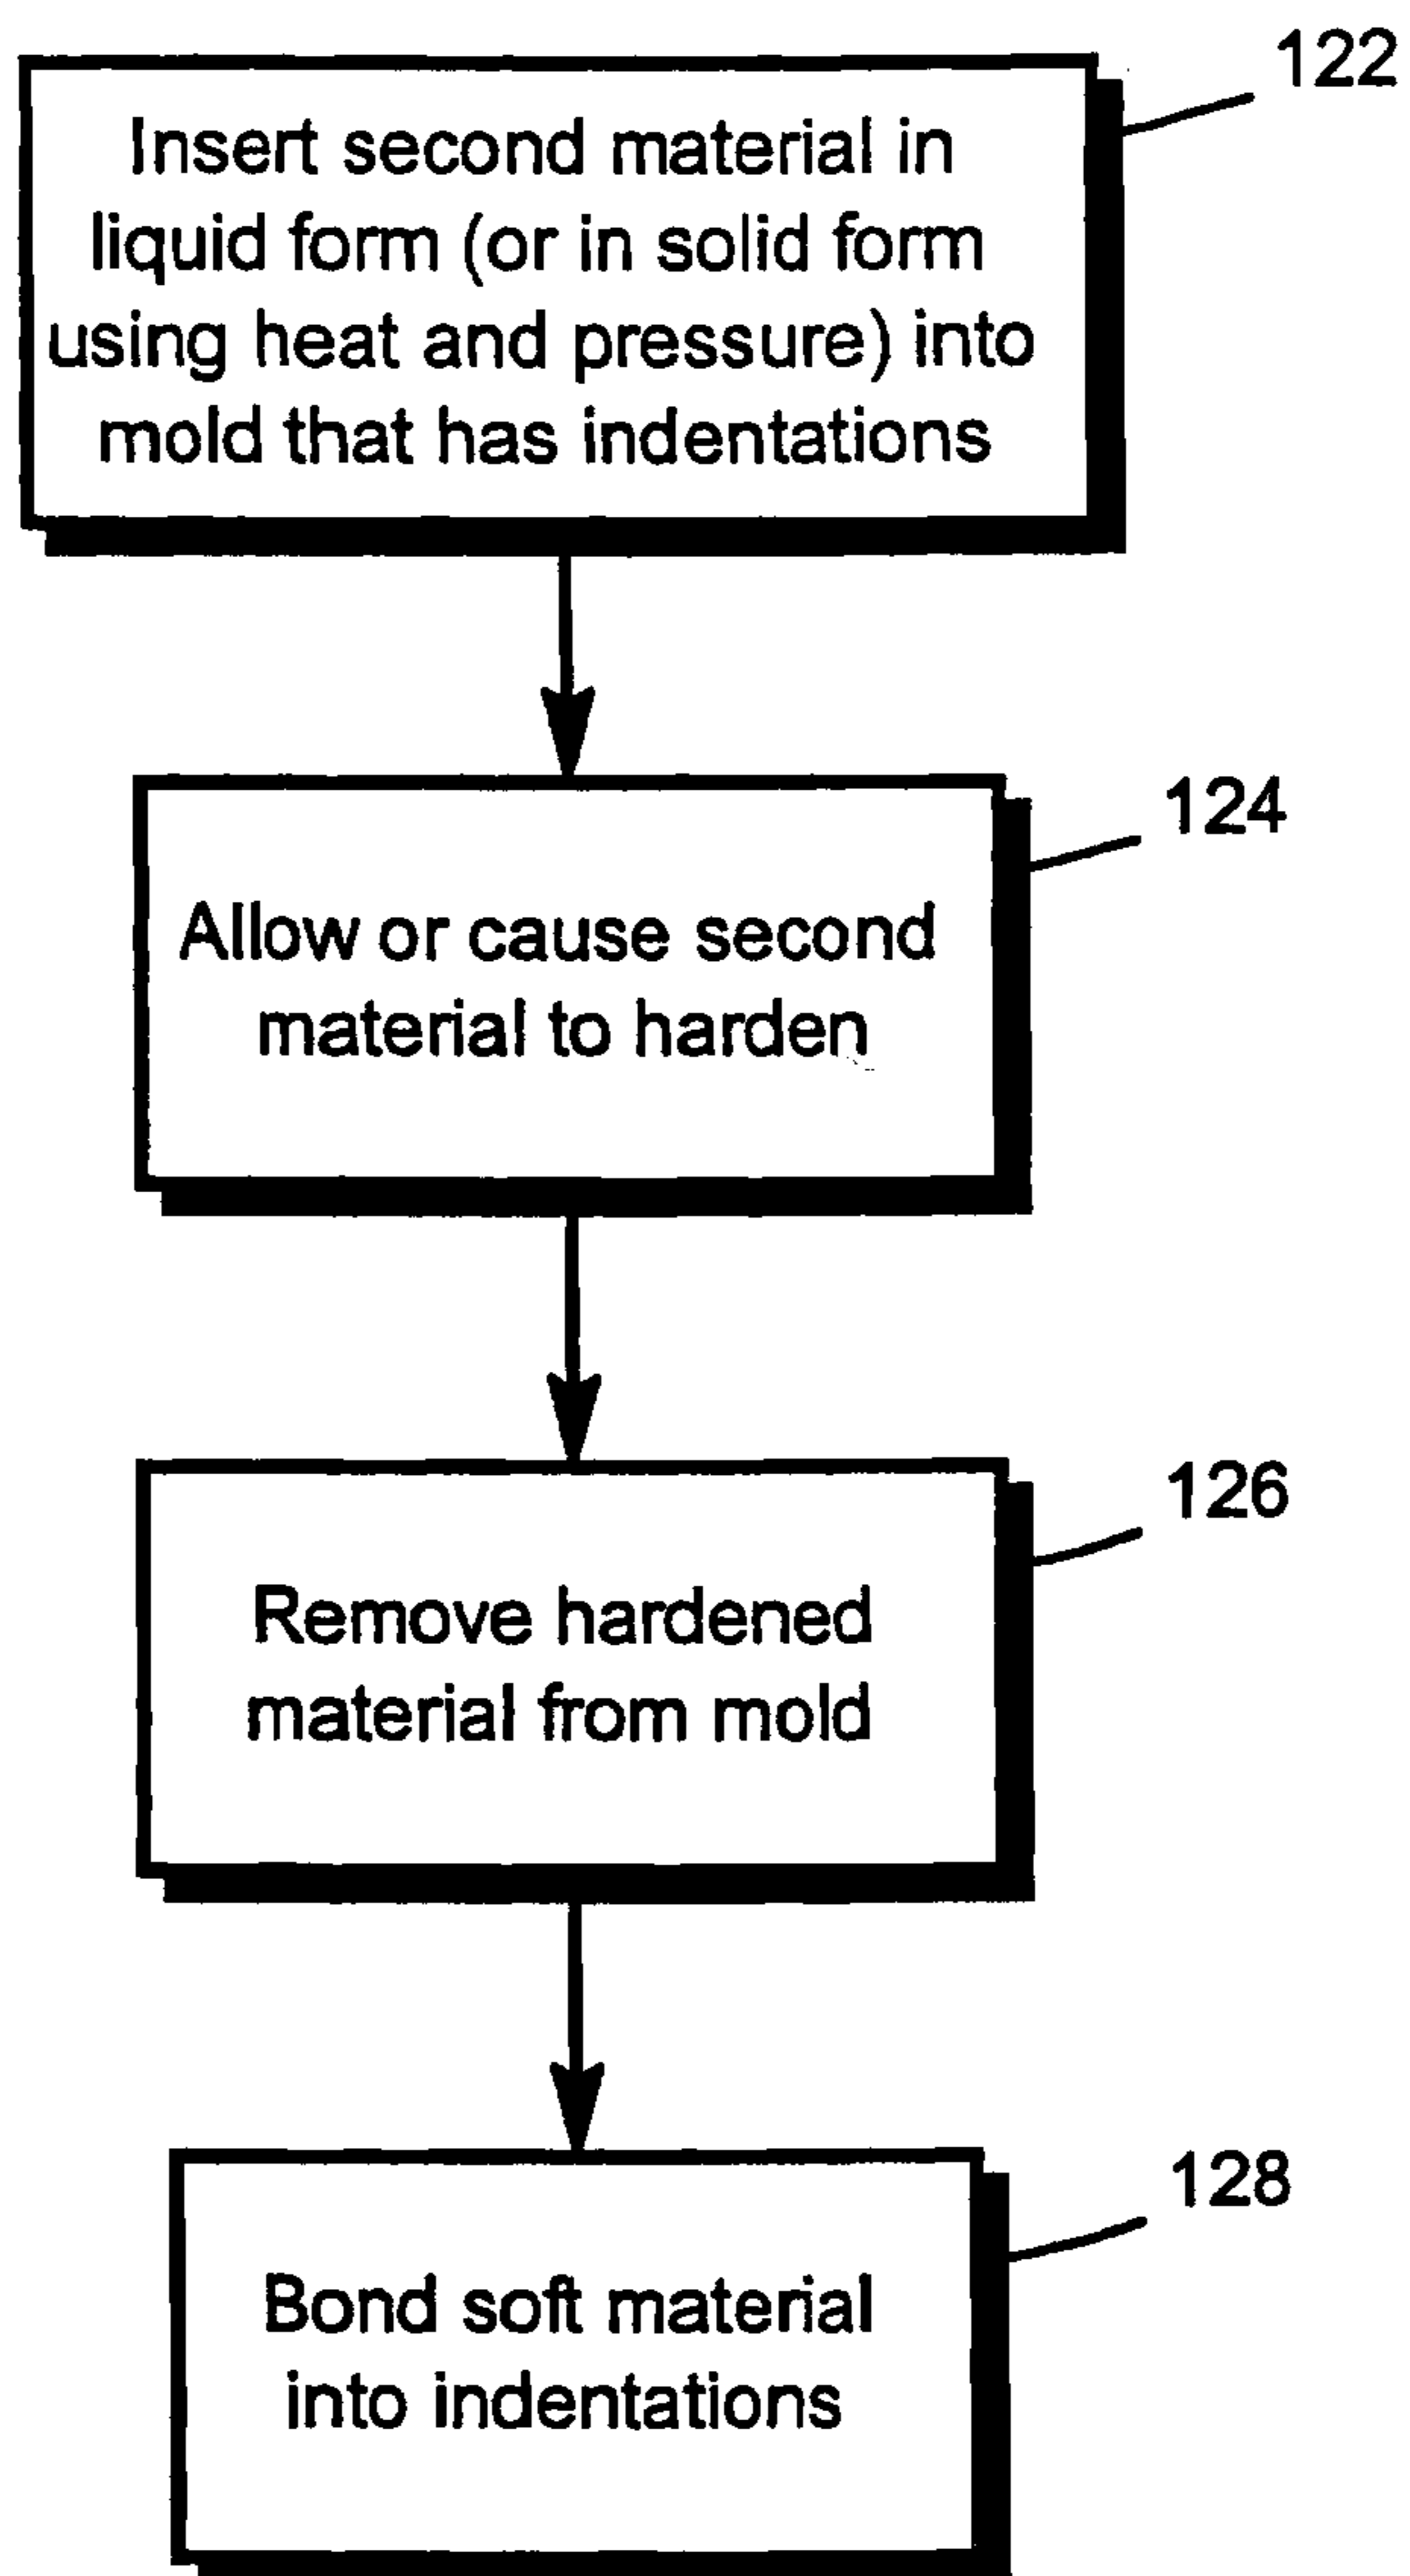 122
Insert second material in
liquid form (or in solid form
using heat and pressure) into
mold that has indentations
124
Allow or cause second
material to harden
126
Remove hardened
material from mold
128
Bond soft material
into indentations